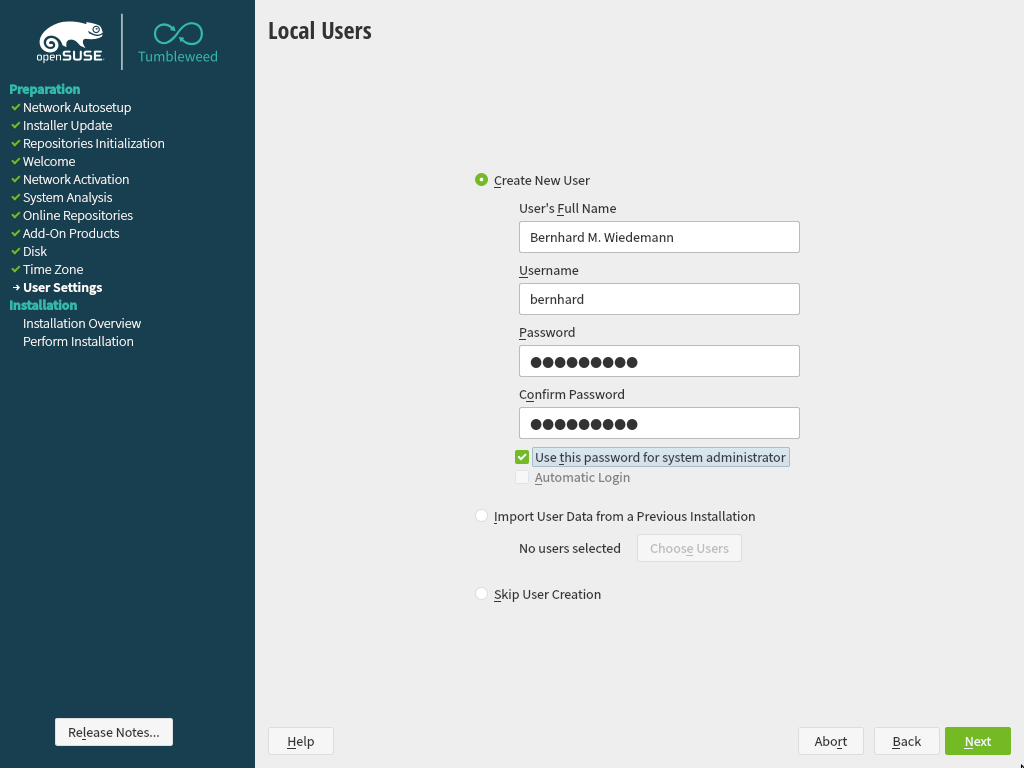 openSUSE
Tumbleweed
Preparation
Network Autosetup
Installer Update
Repositories Initialization
Welcome
Network Activation
System Analysis
Online Repositories
Add-On Products
Disk
Time Zone
User Settings
Installation
Installation Overview
Perform Installation
Release Notes...
Local Users
Create New User
User's Full Name
Bernhard M. Wiedemann
Username
bernhard
Password
●●●●●●●●●
Confirm Password
●●●●●●●●●
Use this password for system administrator
Automatic Login
Import User Data from a Previous Installation
No users selected Choose Users
Skip User Creation
Help Abort Back Next